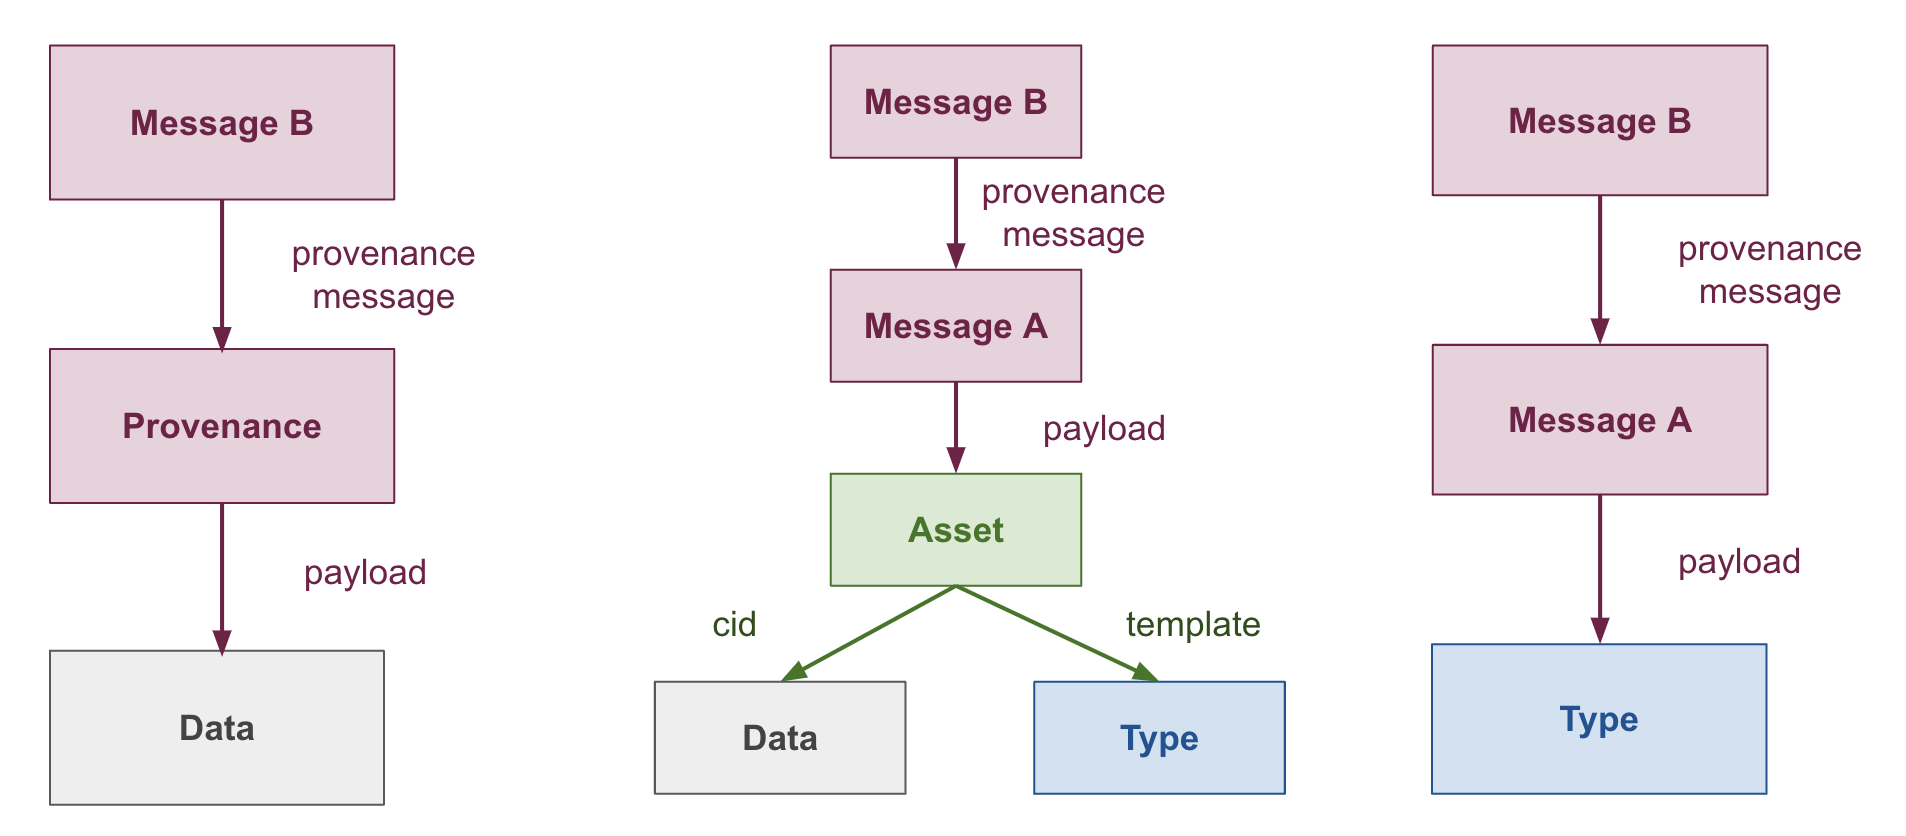 Message B
provenance
message
Provenance
payload
Data
Message B
provenance
message
Message A
payload
Asset
cid
template
Data
Type
Message B
provenance
message
Message A
payload
Type